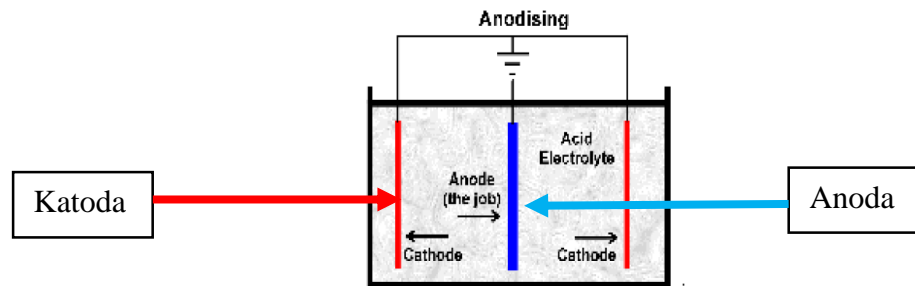 Anodising
Acid
Electrolyte
Katoda
Anode
(the job)
Anoda
Cathode
Cathode